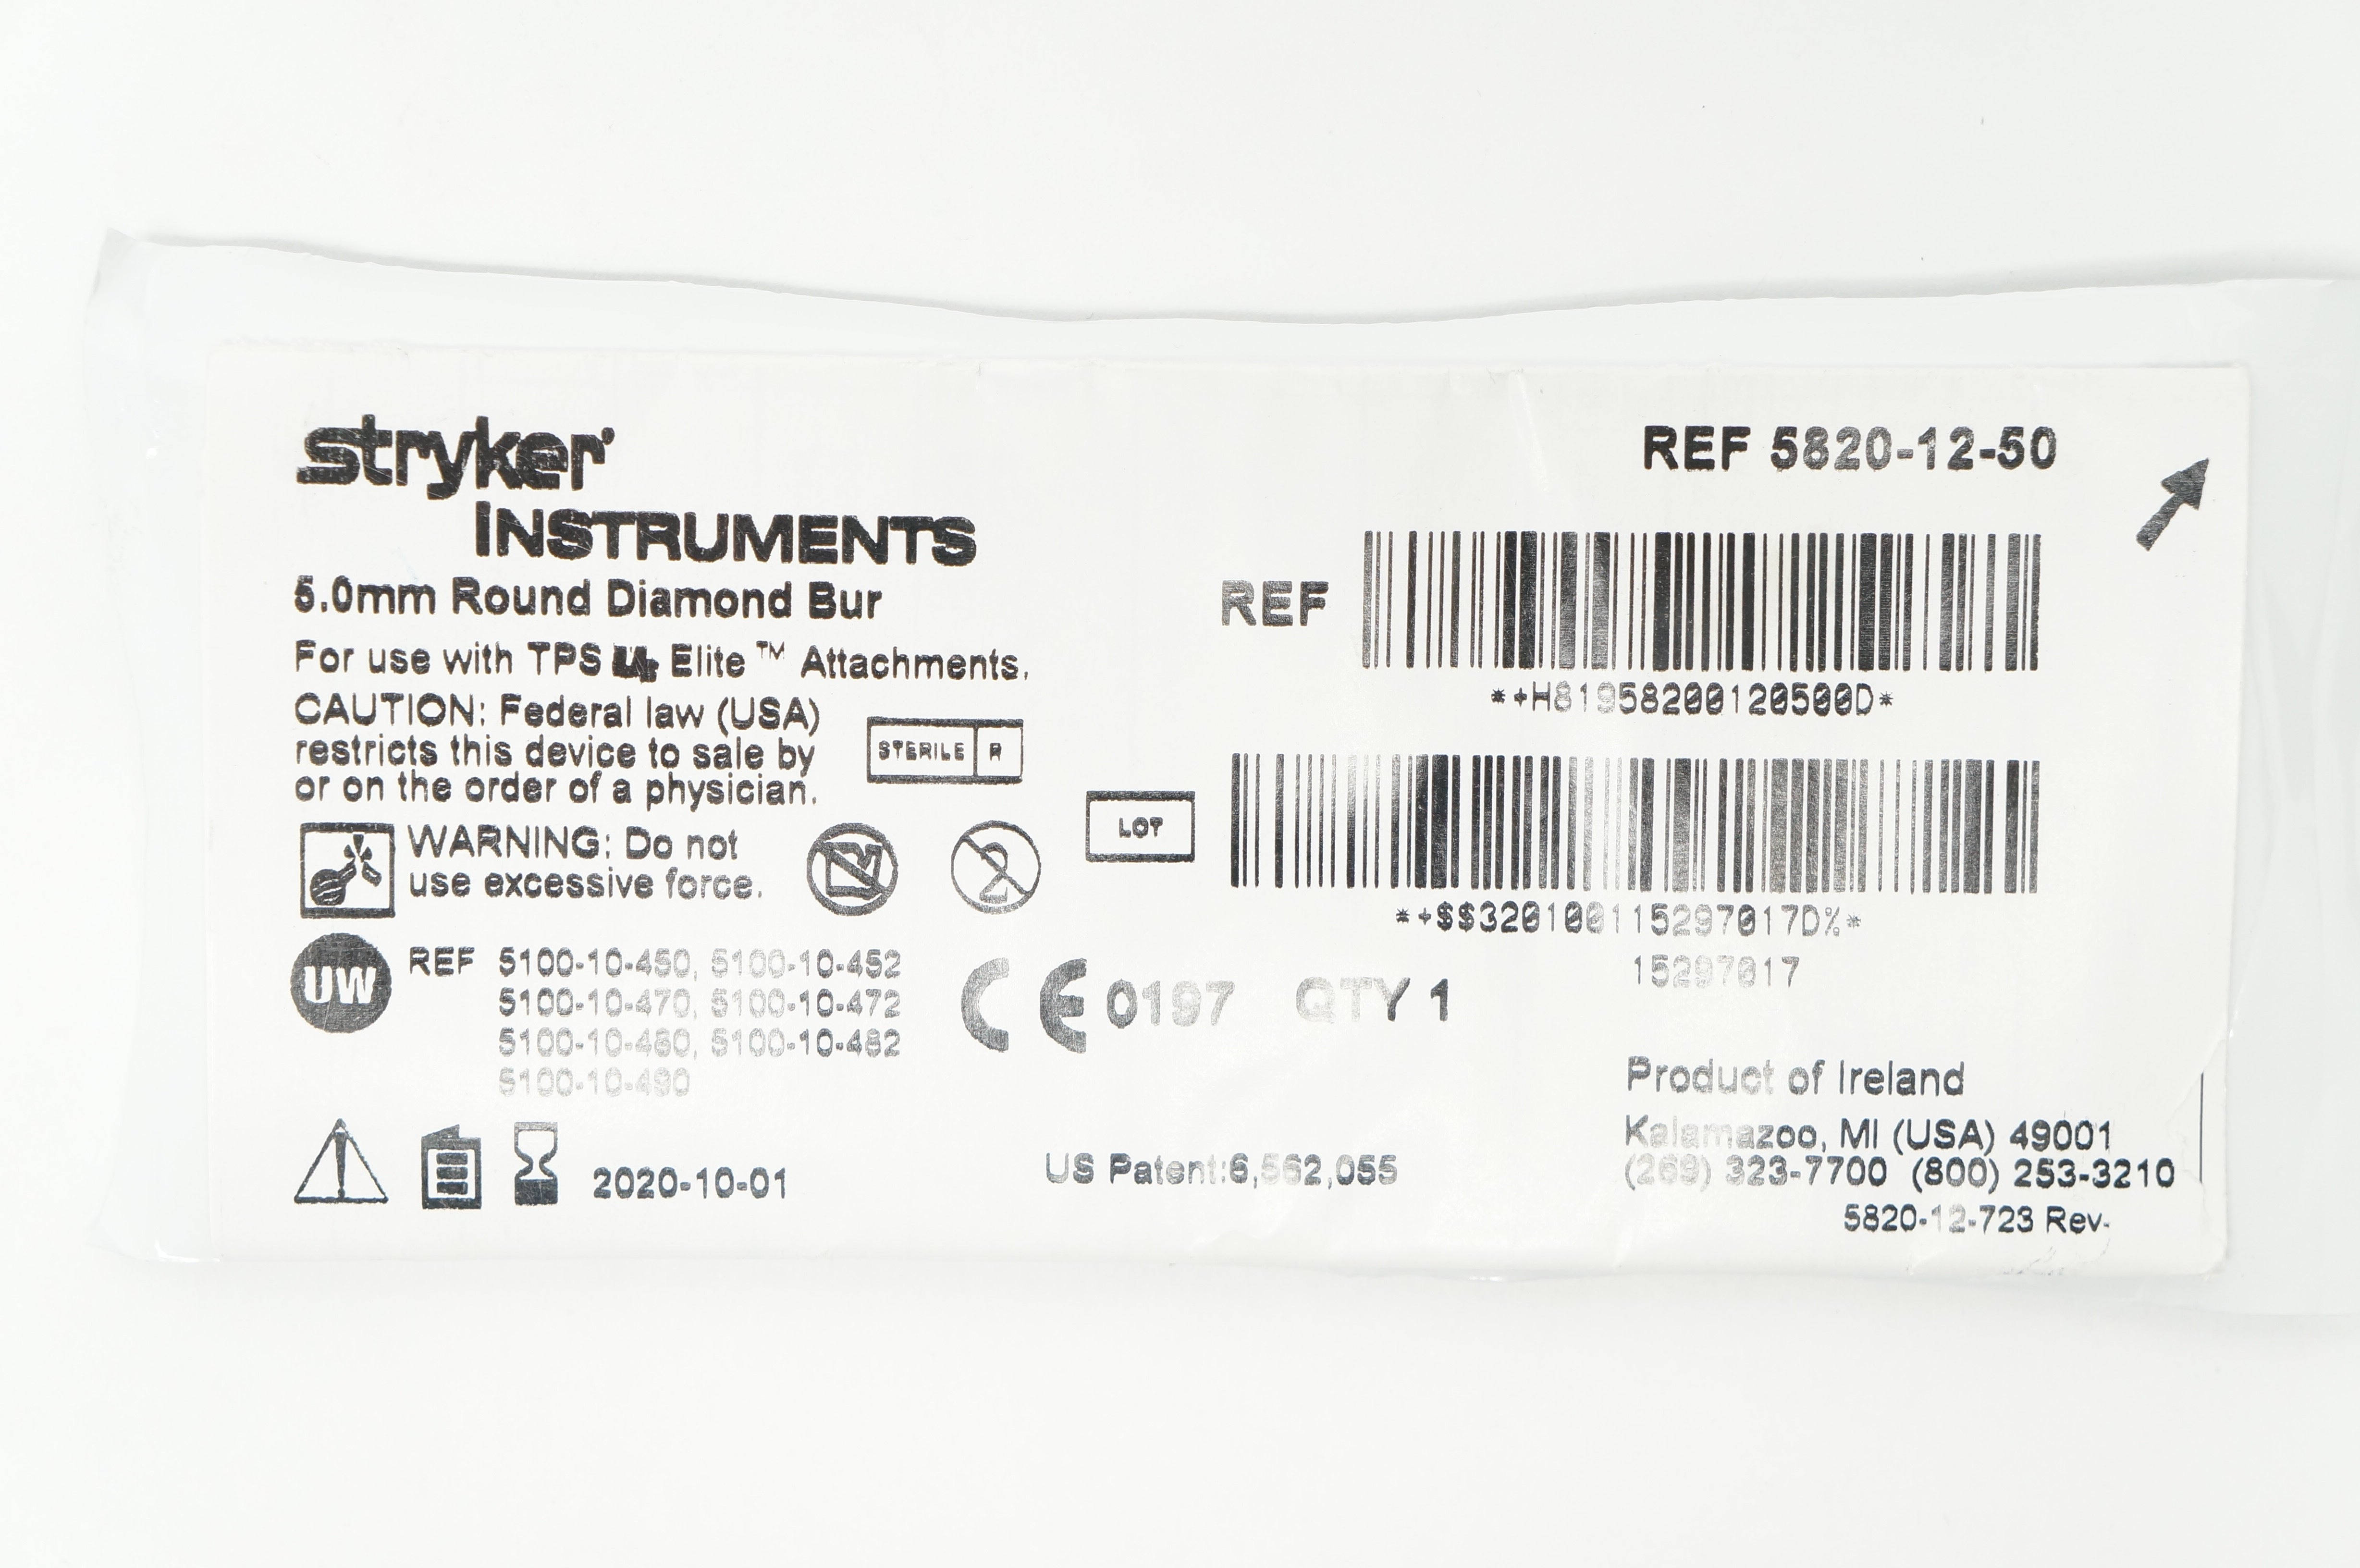 stryker
INSTRUMENTS
5.0mm Round Diamond Bur
For use with TPS Elite™ Attachments.
CAUTION: Federal law (USA)
restricts this device to sale by
or on the order of a physician.
STERILE R
WARNING: Do not
use excessive force.
2
UW
REF 5100-10-450, 5100-10-452
5100-10-470, 5100-10-472
5100-10-480, 5100-10-482
5100-10-490
2020-10-01
CE 0197 QTY 1
US Patent:6,562,055
REF 5820-12-50
REF
*+H81958200120500D*
LOT
*+$$320100115297017D%*
15297017
Product of Ireland
Kalamazoo, MI (USA) 49001
(269) 323-7700 (800) 253-3210
5820-12-723 Rev-